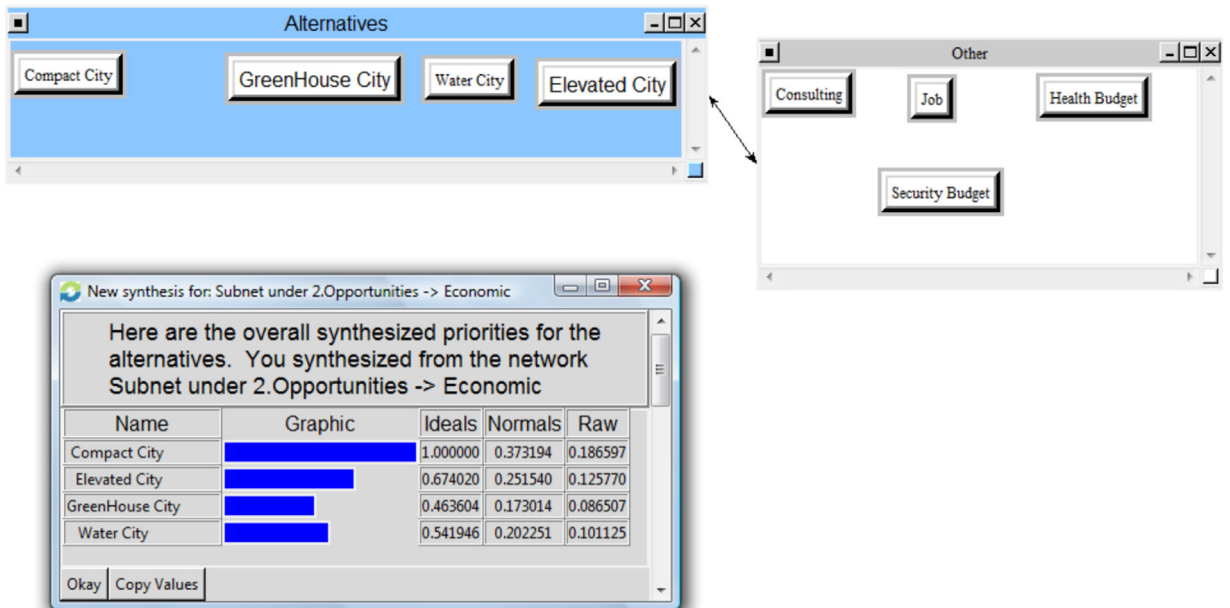 Alternatives
Compact City
GreenHouse City
Water City
Elevated City
Other
Consulting
Job
Health Budget
Security Budget
New synthesis for: Subnet under 2.Opportunities -> Economic
Here are the overall synthesized priorities for the
alternatives. You synthesized from the network
Subnet under 2.Opportunities -> Economic
Name Graphic Ideals Normals Raw
Compact City 1.000000 0.373194 0.186597
Elevated City 0.674020 0.251540 0.125770
GreenHouse City 0.463604 0.173014 0.086507
Water City 0.541946 0.202251 0.101125
Okay Copy Values